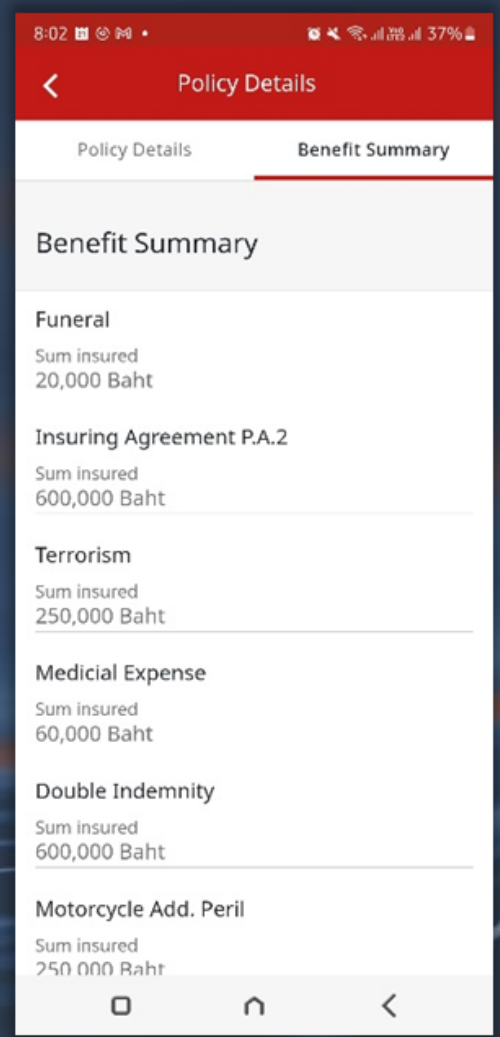 8:02
37%
Policy Details
Policy Details
Benefit Summary
Benefit Summary
Funeral
Sum insured
20,000 Baht
Insuring Agreement P.A.2
Sum insured
600,000 Baht
Terrorism
Sum insured
250,000 Baht
Medicial Expense
Sum insured
60,000 Baht
Double Indemnity
Sum insured
600,000 Baht
Motorcycle Add. Peril
Sum insured
250 000 Baht